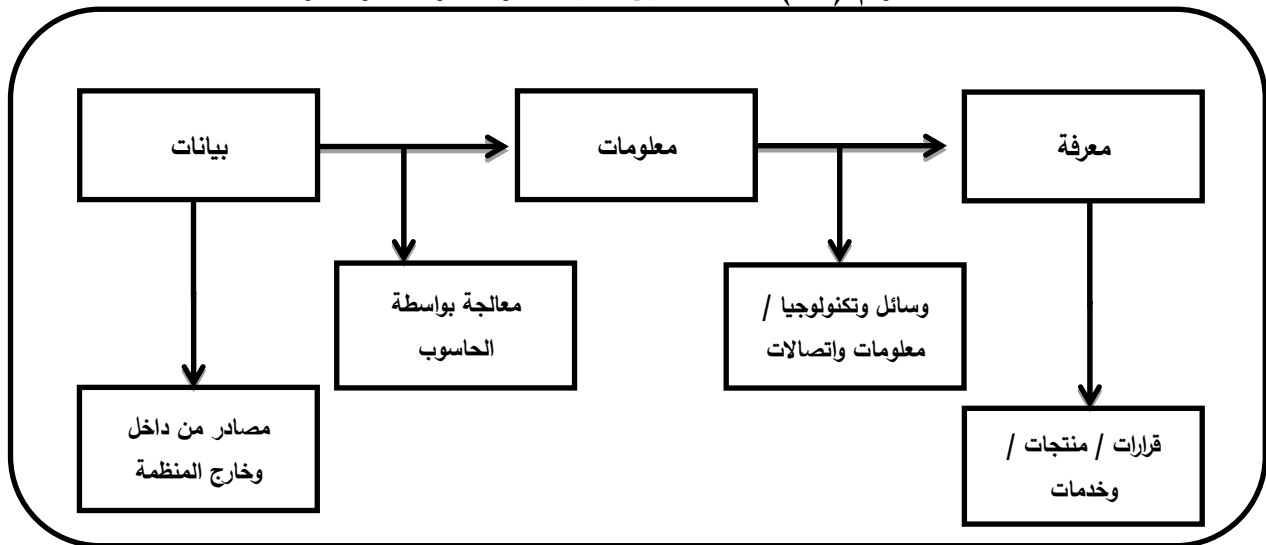 بيانات
معلومات
معرفة
معالجة بواسطة
الحاسوب
وسائل وتكنولوجيا /
معلومات واتصالات
مصادر من داخل
وخارج المنظمة
قرارات / منتجات /
وخدمات